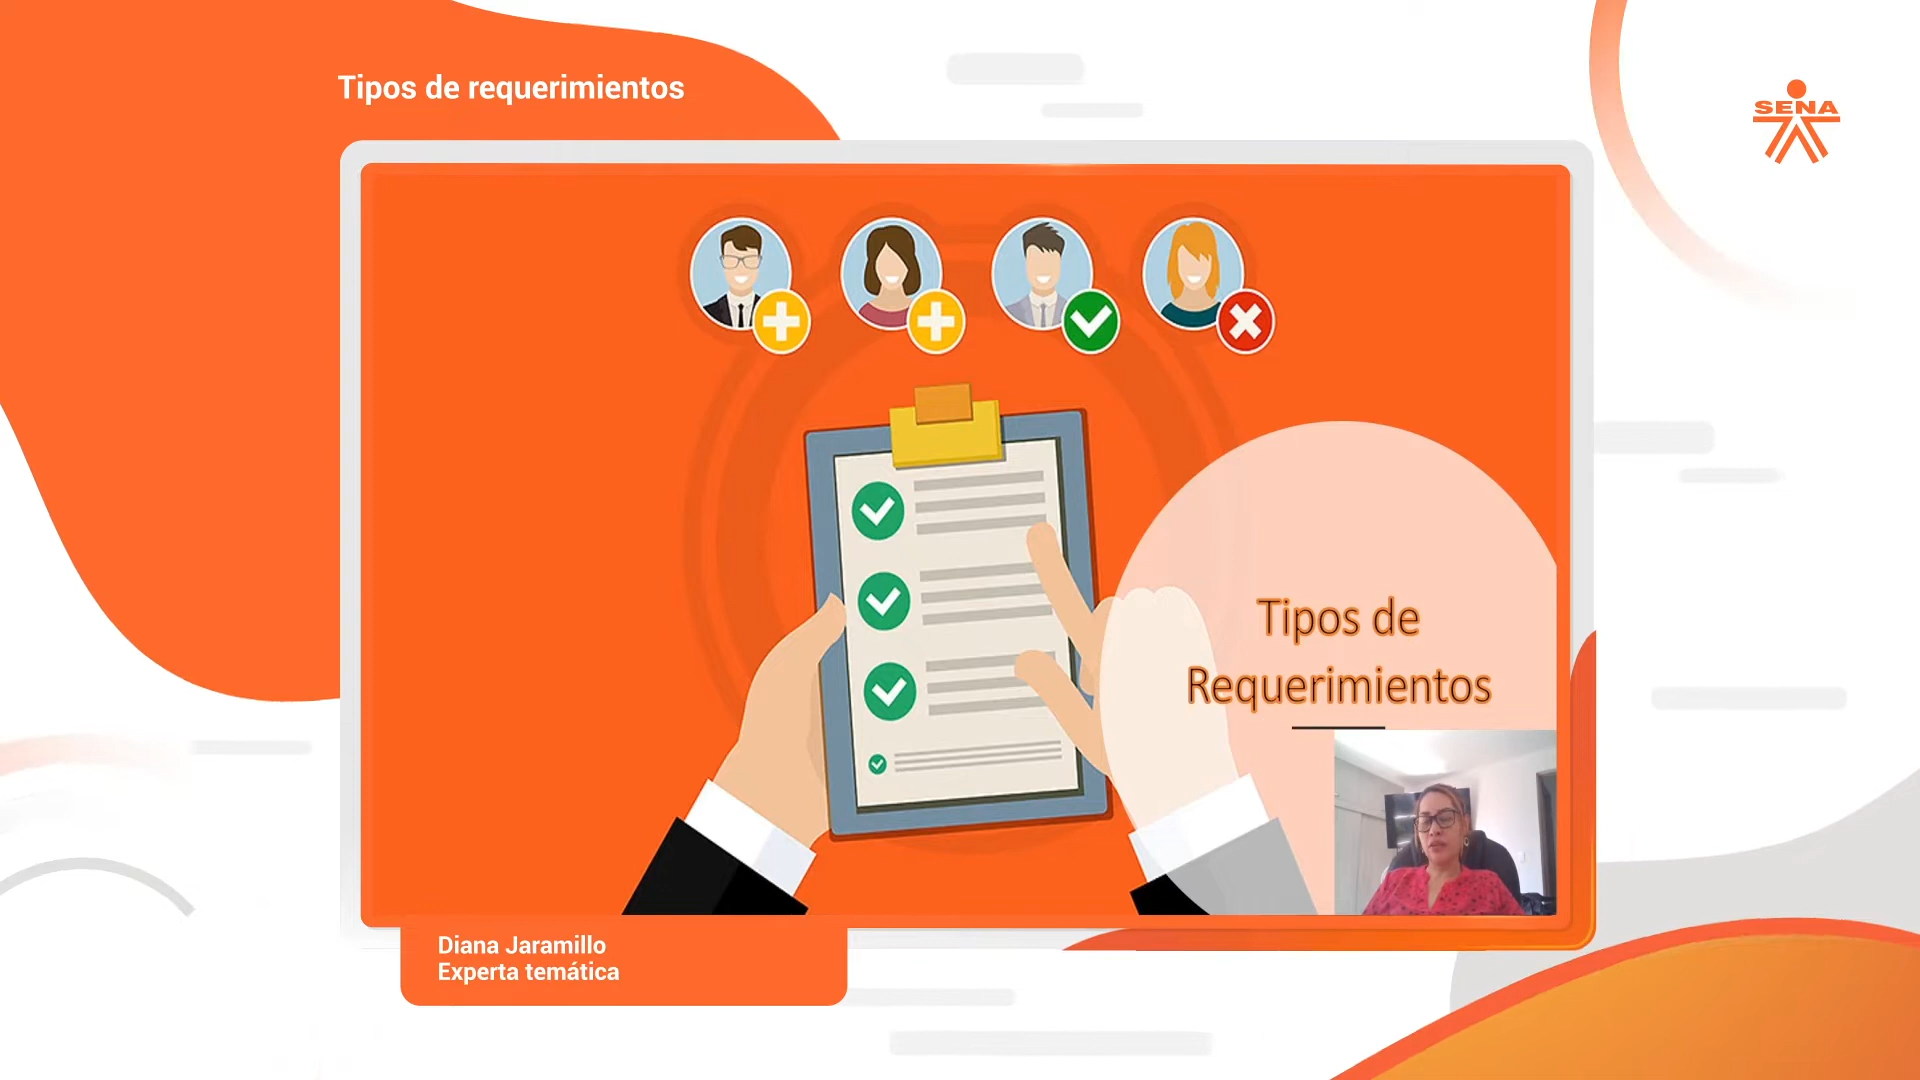 Tipos de requerimientos
SENA
Tipos de
Requerimientos
Diana Jaramillo
Experta temática